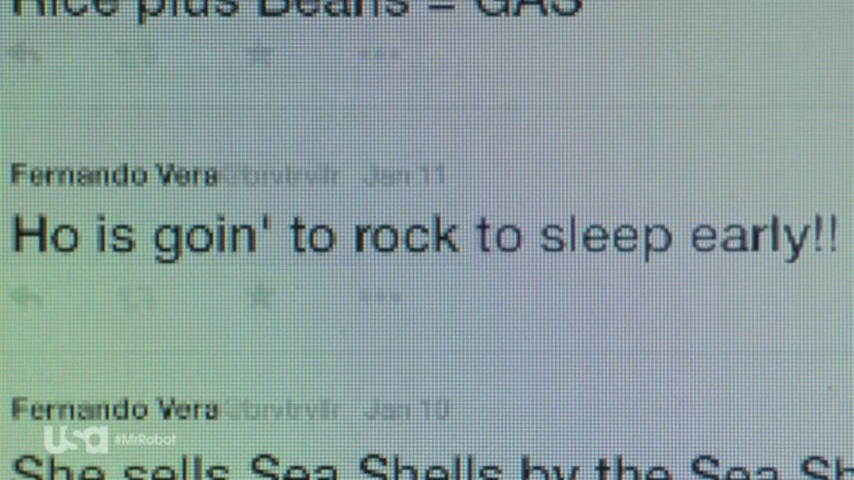 Rice plus Beans = GAS
Fernando Vera Jan 11
Ho is goin' to rock to sleep early!!
Fernando Vera Jan 10
USA #MrRobot
She sells Sea Shells by the Sea Sh